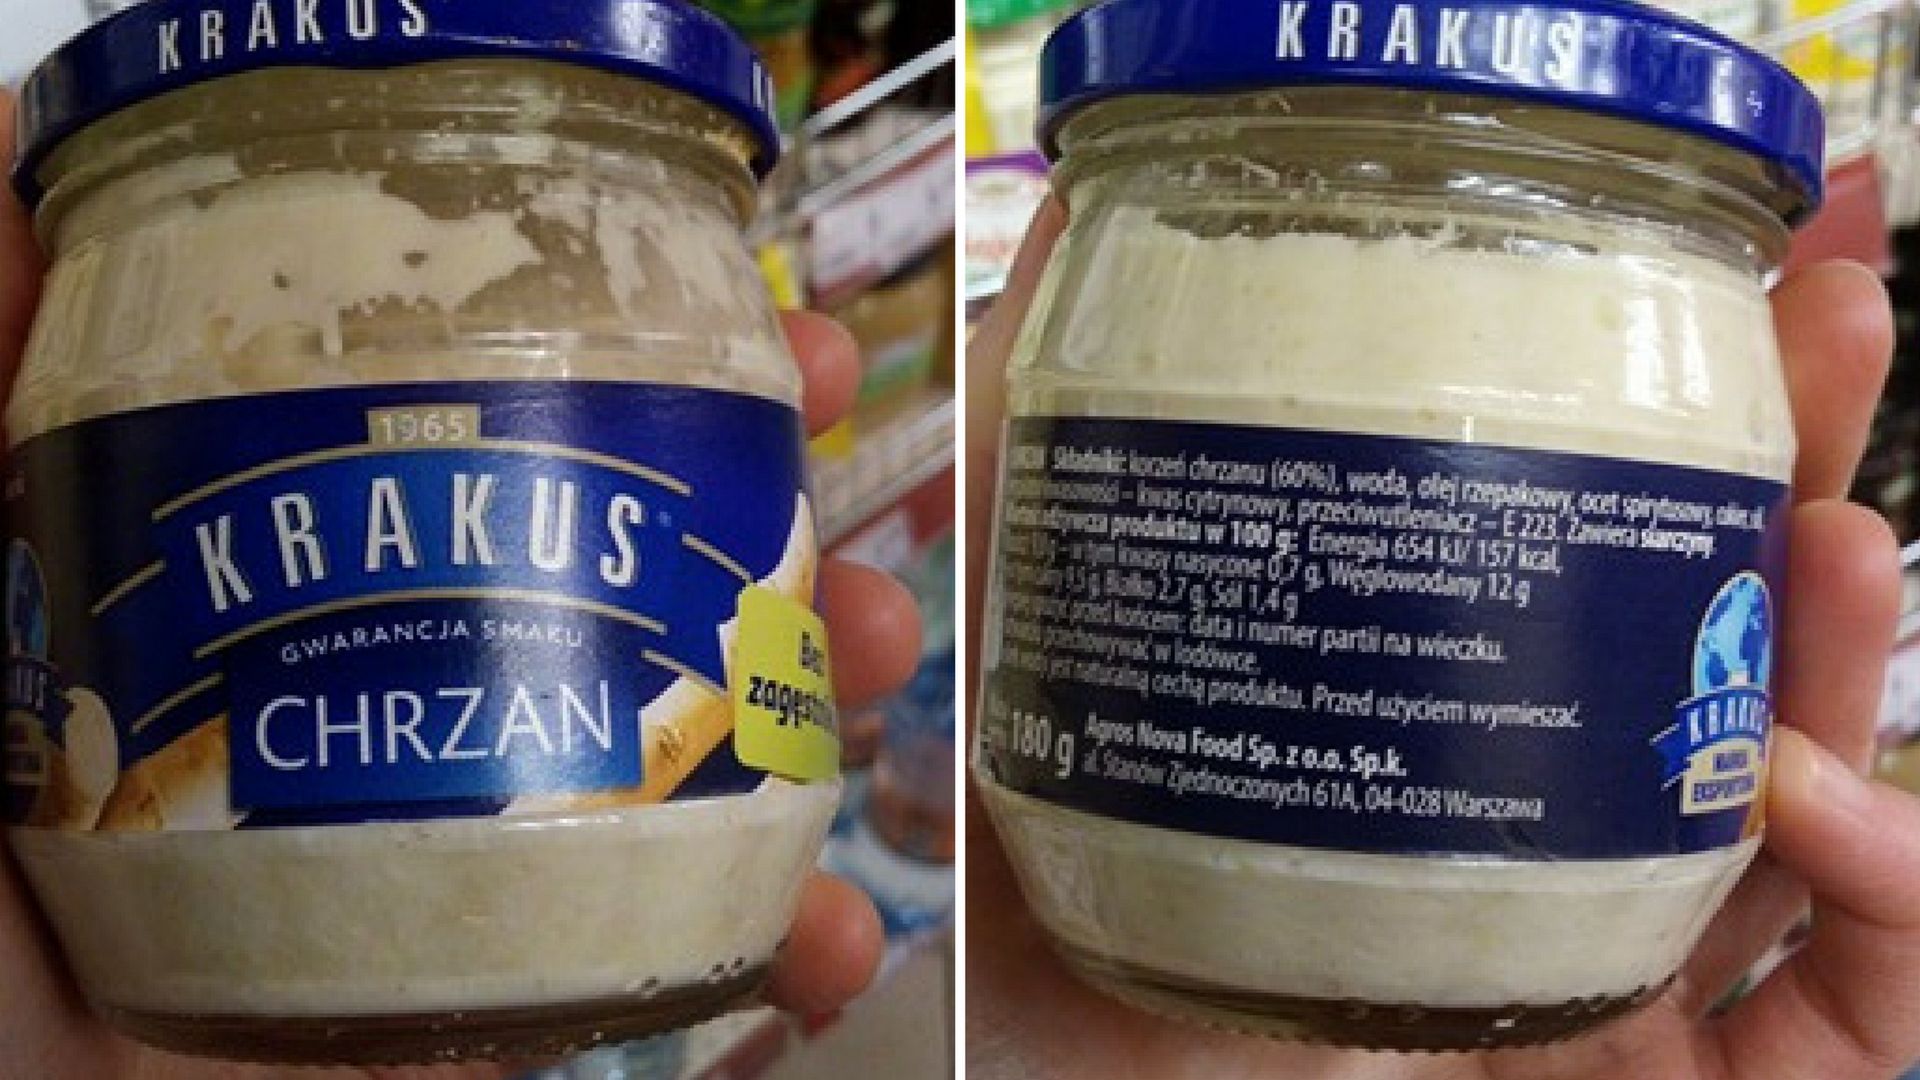 KRAKUS
1965
KRAKUS
GWARANCJA SMAKU
CHRZAN
KRAKUS
Składniki: korzeń chrzanu (60%), woda, olej rzepakowy, ocet spirytusowy, cukier, sól,
– kwas cytrynowy, przeciwutleniacz – E 223. Zawiera siarczyny.
produktu w 100 g: Energia 654 kJ/ 157 kcal,
– w tym kwasy nasycone 0,7 g, Węglowodany 12 g
Białko 2,7 g, Sól 1,4 g
przed końcem: data i numer partii na wieczku.
przechowywać w lodówce.
jest naturalną cechą produktu. Przed użyciem wymieszać.
180 g
Agros Nova Food Sp. z o.o. Sp.k.
al. Stanów Zjednoczonych 61A, 04-028 Warszawa
KRAKUS